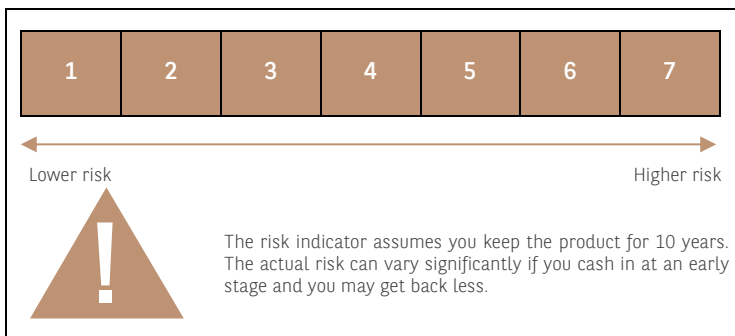 1 2 3 4 5 6 7
Lower risk Higher risk
!
The risk indicator assumes you keep the product for 10 years.
The actual risk can vary significantly if you cash in at an early
stage and you may get back less.